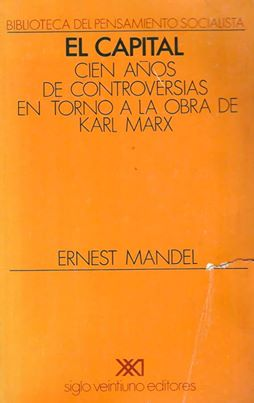 BIBLIOTECA DEL PENSAMIENTO SOCIALISTA
EL CAPITAL
CIEN AÑOS
DE CONTROVERSIAS
EN TORNO A LA OBRA DE
KARL MARX
ERNEST MANDEL
XXI
siglo veintiuno editores